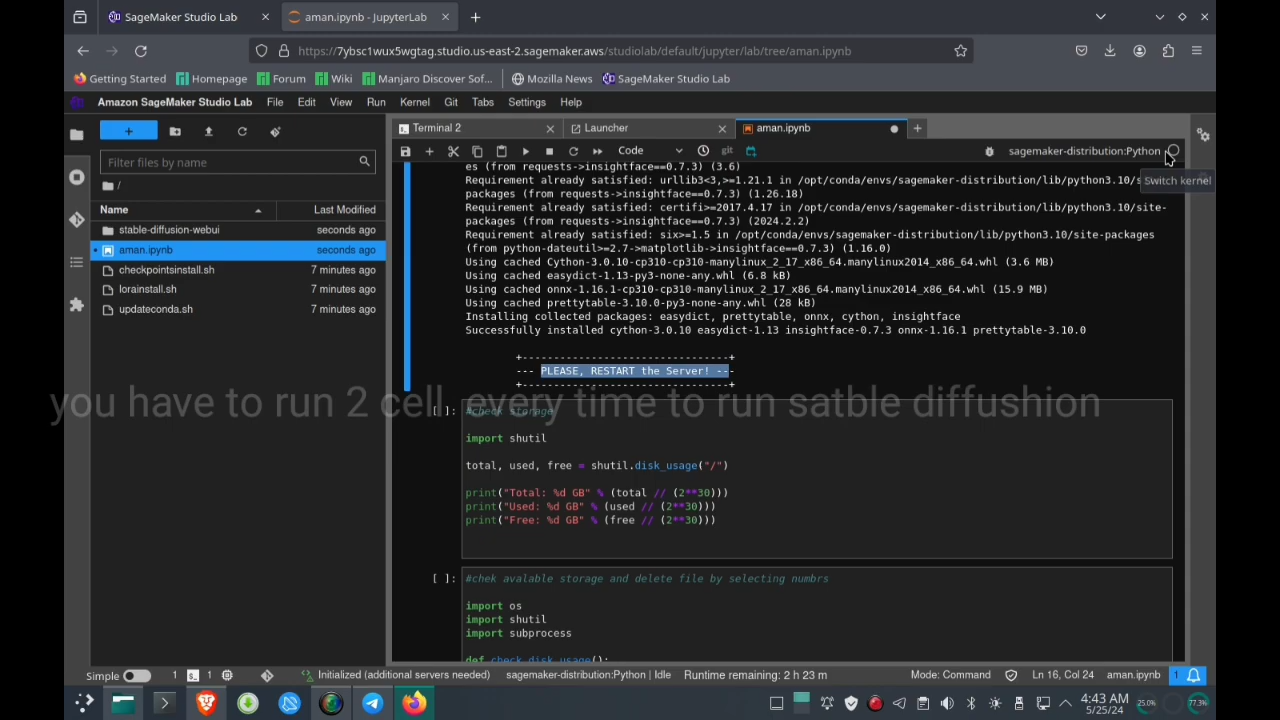 SageMaker Studio Lab
aman.ipynb - JupyterLab
https://7ybsc1wux5wgtag.studio.us-east-2.sagemaker.aws/studiolab/default/jupyter/lab/tree/aman.ipynb
Getting Started Homepage Forum Wiki Manjaro Discover Sof... Mozilla News SageMaker Studio Lab
Amazon SageMaker Studio Lab File Edit View Run Kernel Git Tabs Settings Help
Terminal 2 Launcher aman.ipynb
Code git sagemaker-distribution:Python
Switch kernel
Filter files by name
/
Name Last Modified
stable-diffusion-webui seconds ago
aman.ipynb seconds ago
checkpointsinstall.sh 7 minutes ago
lorainstall.sh 7 minutes ago
updateconda.sh 7 minutes ago
es (from requests->insightface==0.7.3) (3.6)
Requirement already satisfied: urllib3<3,>=1.21.1 in /opt/conda/envs/sagemaker-distribution/lib/python3.10/s
packages (from requests->insightface==0.7.3) (1.26.18)
Requirement already satisfied: certifi>=2017.4.17 in /opt/conda/envs/sagemaker-distribution/lib/python3.10/site-
packages (from requests->insightface==0.7.3) (2024.2.2)
Requirement already satisfied: six>=1.5 in /opt/conda/envs/sagemaker-distribution/lib/python3.10/site-packages
(from python-dateutil>=2.7->matplotlib->insightface==0.7.3) (1.16.0)
Using cached Cython-3.0.10-cp310-cp310-manylinux_2_17_x86_64.manylinux2014_x86_64.whl (3.6 MB)
Using cached easydict-1.13-py3-none-any.whl (6.8 kB)
Using cached onnx-1.16.1-cp310-cp310-manylinux_2_17_x86_64.manylinux2014_x86_64.whl (15.9 MB)
Using cached prettytable-3.10.0-py3-none-any.whl (28 kB)
Installing collected packages: easydict, prettytable, onnx, cython, insightface
Successfully installed cython-3.0.10 easydict-1.13 insightface-0.7.3 onnx-1.16.1 prettytable-3.10.0
+---------------------------------+
--- PLEASE, RESTART the Server! ---
+---------------------------------+
you have to run 2 cell, every time to run satble diffushion
[ ]: #check storage
import shutil
total, used, free = shutil.disk_usage("/")
print("Total: %d GB" % (total // (2**30)))
print("Used: %d GB" % (used // (2**30)))
print("Free: %d GB" % (free // (2**30)))
[ ]: #chek avalable storage and delete file by selecting numbrs
import os
import shutil
import subprocess
def check_disk_usage():
Simple 1 1 Initialized (additional servers needed) sagemaker-distribution:Python | Idle Runtime remaining: 2 h 23 m Mode: Command Ln 16, Col 24 aman.ipynb 1
4:43 AM
5/25/24
25.0%
77.3%